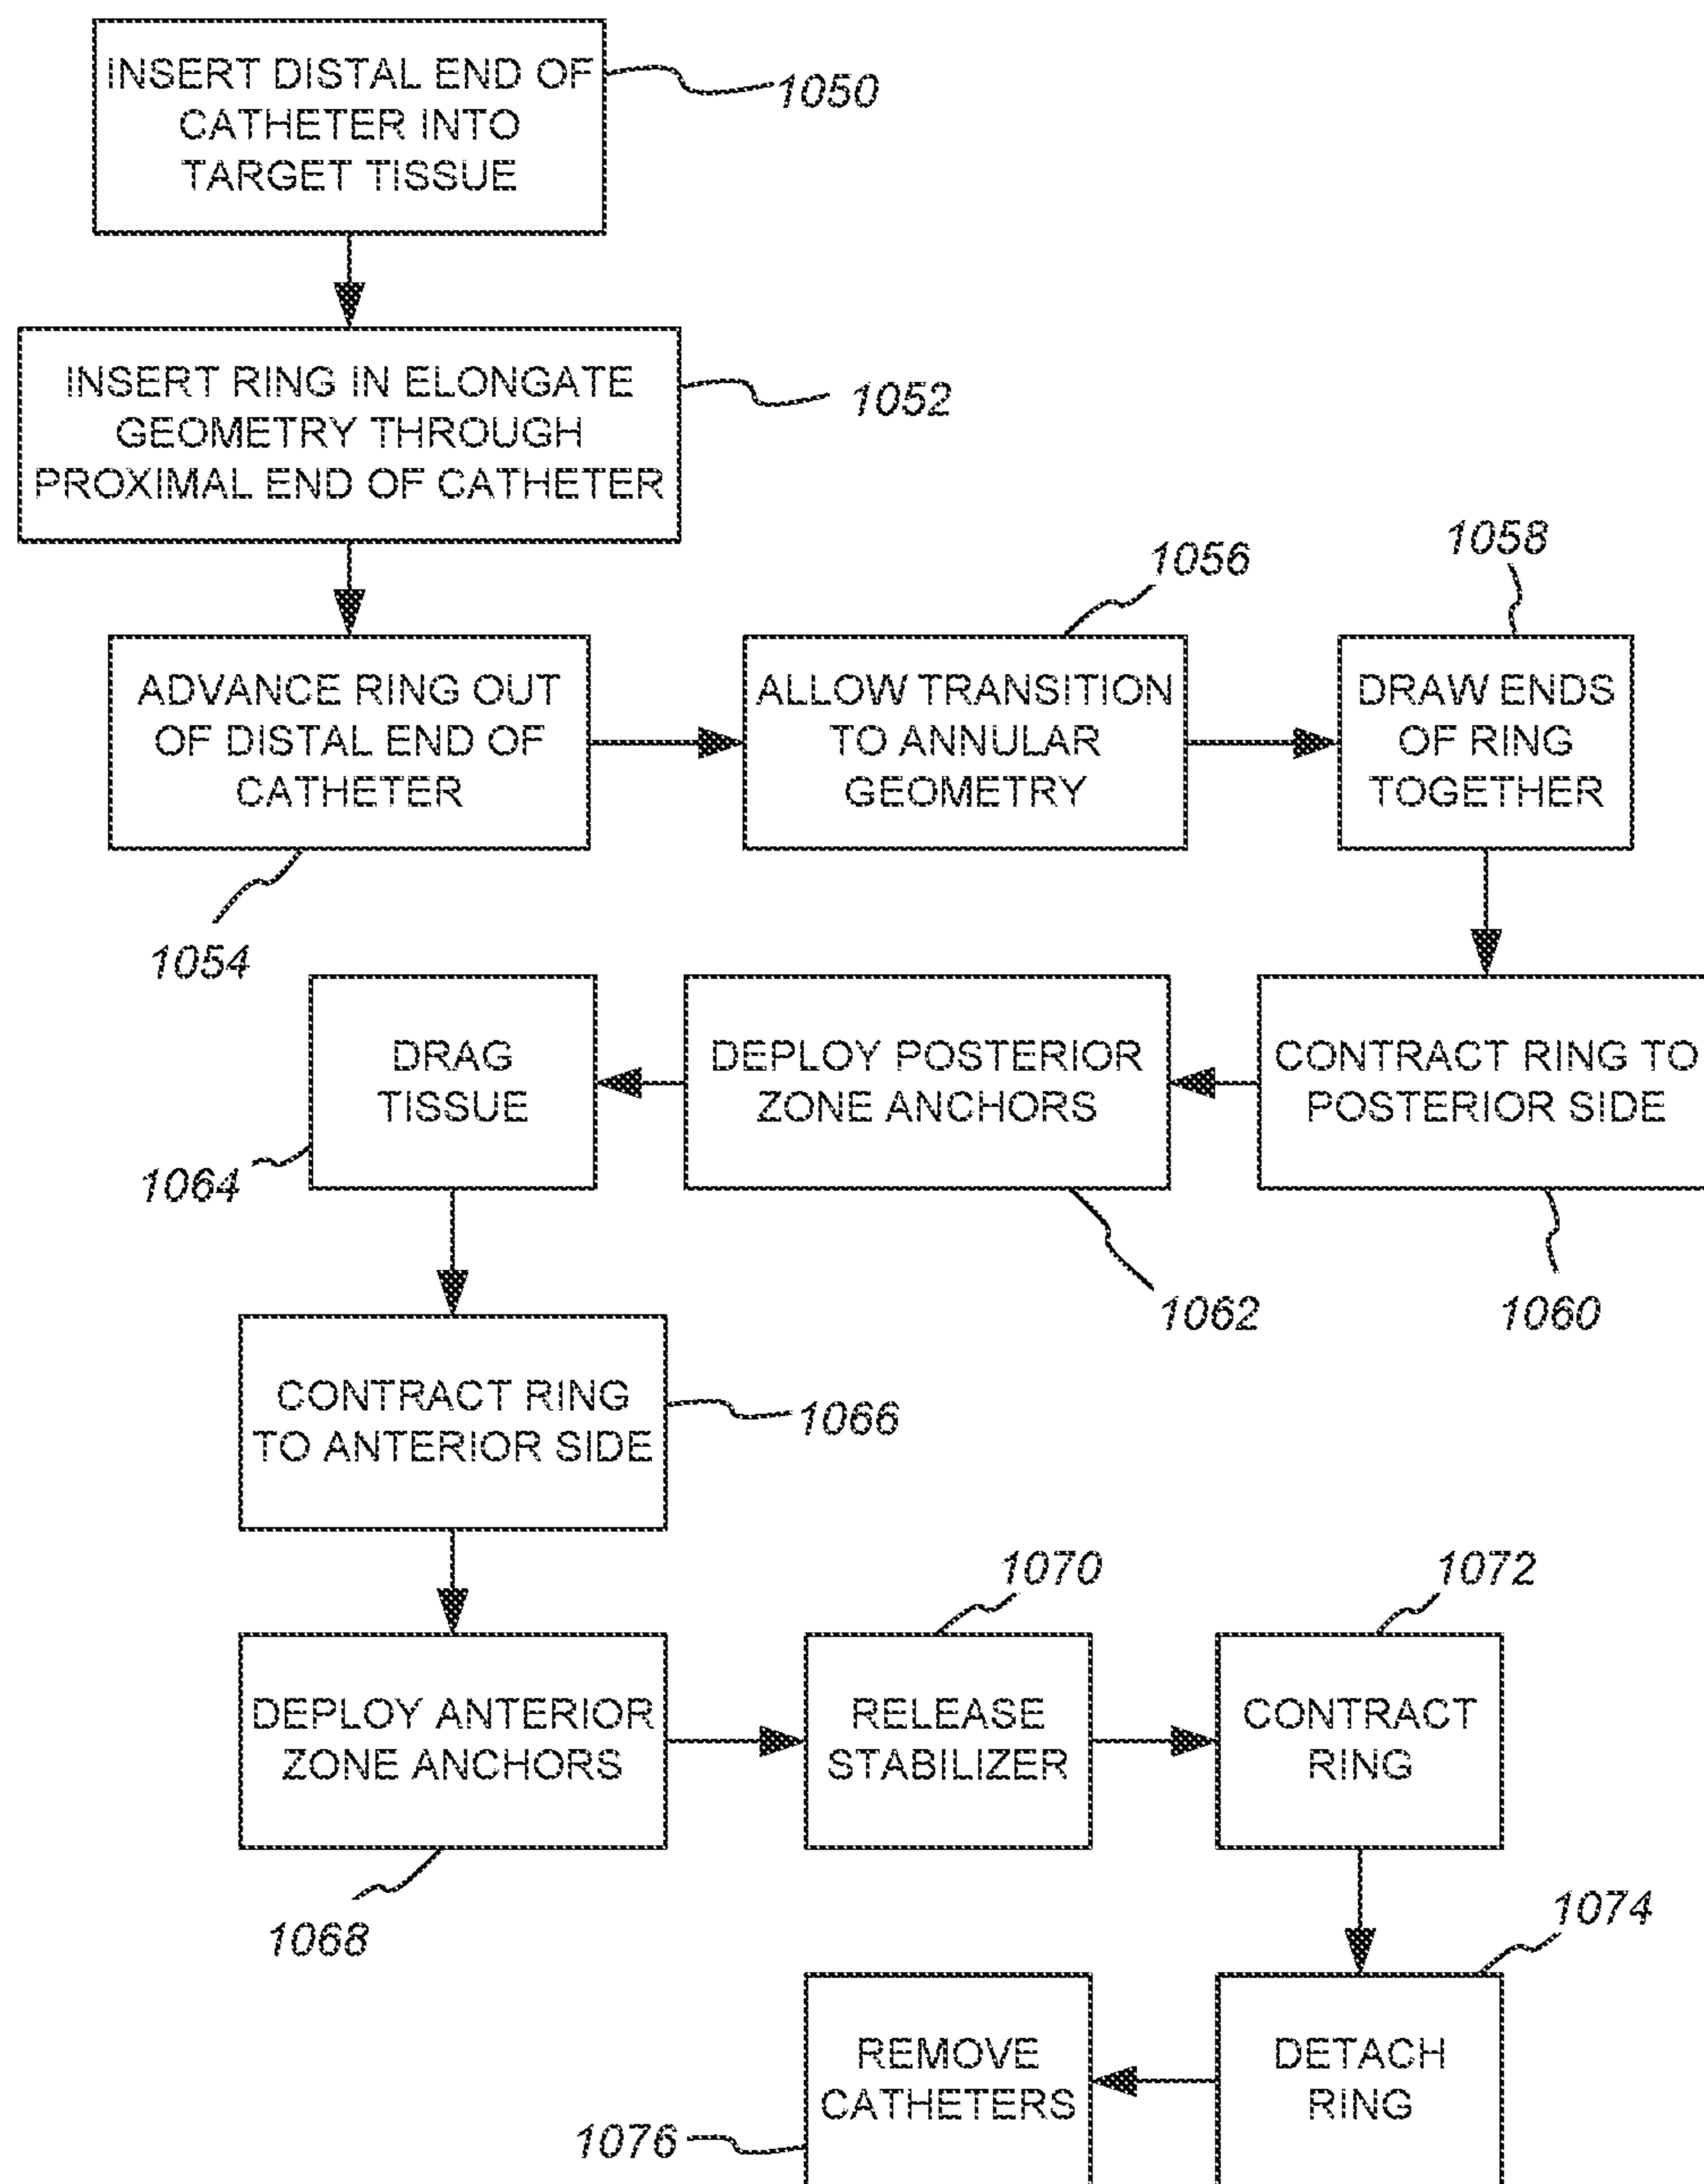 INSERT DISTAL END OF
CATHETER INTO
TARGET TISSUE
1050
INSERT RING IN ELONGATE
GEOMETRY THROUGH
PROXIMAL END OF CATHETER
1052
ADVANCE RING OUT
OF DISTAL END OF
CATHETER
1054
1056
ALLOW TRANSITION
TO ANNULAR
GEOMETRY
1058
DRAW ENDS
OF RING
TOGETHER
CONTRACT RING TO
POSTERIOR SIDE
1060
DEPLOY POSTERIOR
ZONE ANCHORS
1062
DRAG
TISSUE
1064
CONTRACT RING
TO ANTERIOR SIDE
1066
DEPLOY ANTERIOR
ZONE ANCHORS
1068
1070
RELEASE
STABILIZER
1072
CONTRACT
RING
1074
DETACH
RING
REMOVE
CATHETERS
1076